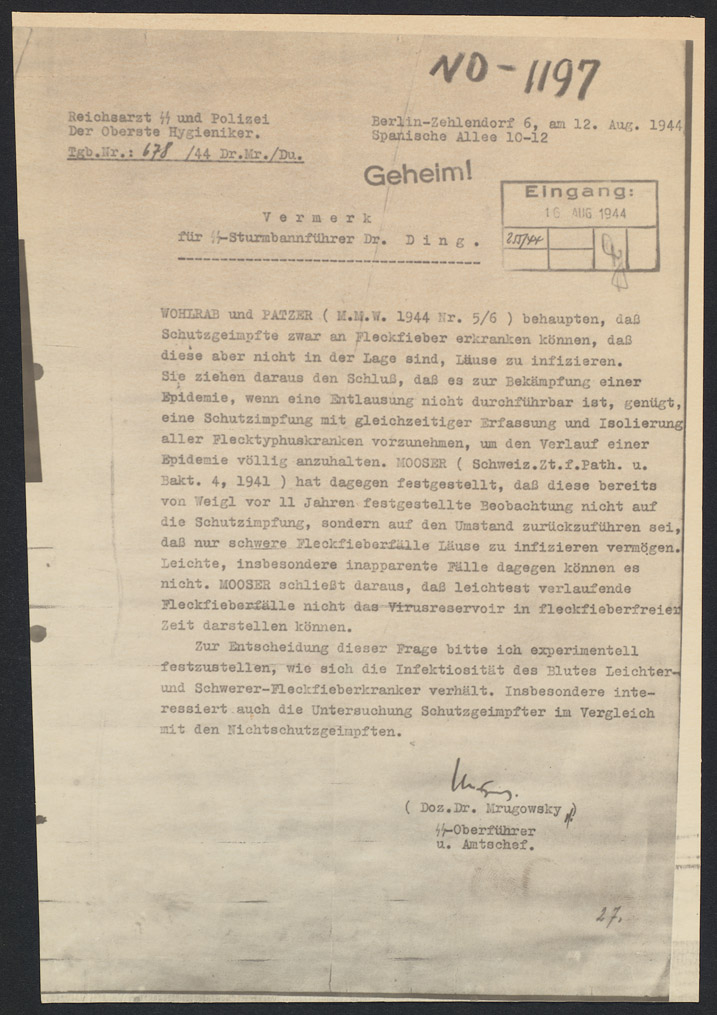 NO-1197
Reichsarzt SS und Polizei
Der Oberste Hygieniker.
Tgb.Nr.: 678 /44 Dr.Mr./Du.
Berlin-Zehlendorf 6, am 12. Aug. 1944
Spanische Allee 10-12
Geheim!
Eingang:
16 AUG 1944
V e r m e r k
für SS-Sturmbannführer Dr. D i n g .
WOHLRAB und PATZER ( M.M.W. 1944 Nr. 5/6 ) behaupten, daß
Schutzgeimpfte zwar an Fleckfieber erkranken können, daß
diese aber nicht in der Lage sind, Läuse zu infizieren.
Sie ziehen daraus den Schluß, daß es zur Bekämpfung einer
Epidemie, wenn eine Entlausung nicht durchführbar ist, genügt,
eine Schutzimpfung mit gleichzeitiger Erfassung und Isolierung
aller Flecktyphuskranken vorzunehmen, um den Verlauf einer
Epidemie völlig anzuhalten. MOOSER ( Schweiz.Zt.f.Path. u.
Bakt. 4, 1941 ) hat dagegen festgestellt, daß diese bereits
von Weigl vor 11 Jahren festgestellte Beobachtung nicht auf
die Schutzimpfung, sondern auf den Umstand zurückzuführen sei,
daß nur schwere Fleckfieberfälle Läuse zu infizieren vermögen.
Leichte, insbesondere inapparente Fälle dagegen können es
nicht. MOOSER schließt daraus, daß leichtest verlaufende
Fleckfieberfälle nicht das Virusreservoir in fleckfieberfreier
Zeit darstellen können.
Zur Entscheidung dieser Frage bitte ich experimentell
festzustellen, wie sich die Infektiosität des Blutes Leichter-
und Schwerer-Fleckfieberkranker verhält. Insbesondere inte-
ressiert auch die Untersuchung Schutzgeimpfter im Vergleich
mit den Nichtschutzgeimpften.
( Doz.Dr. Mrugowsky )
SS-Oberführer
u. Amtschef.
27.